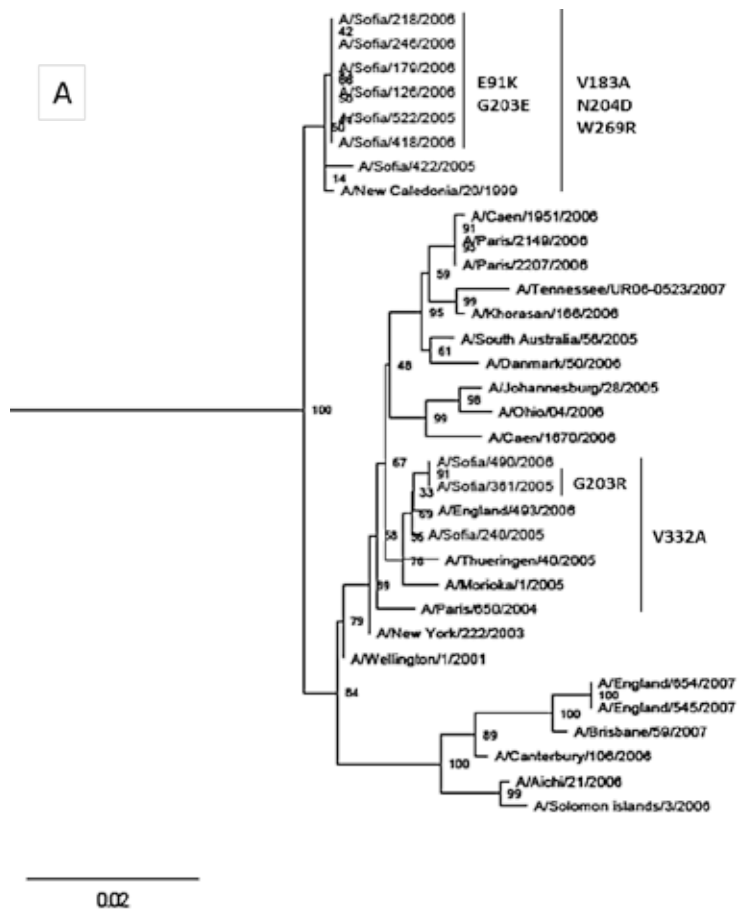 A/Sofia/218/2006
42
A/Sofia/246/2006
A/Sofia/179/2006
A
E91K
V183A
A/Sofia/126/2006
G203E
N204D
A/Sofia/522/2005
W269R
50
A/Sofia/418/2006
A/Sofia/422/2005
14
A/New Caledonia/20/1999
A/Caen/1951/2006
91
A/Paris/2149/2006
95
A/Paris/2207/2006
59
A/Tennessee/UR06-0523/2007
99
95
A/Khorasan/166/2006
A/South Australia/56/2005
61
48
A/Danmark/50/2006
A/Johannesburg/28/2005
98
A/Ohio/04/2006
100
99
A/Caen/1670/2006
67
A/Sofia/490/2006
91
A/Sofia/361/2005
G203R
33
A/England/493/2006
69
58
A/Sofia/240/2005
V332A
A/Thueringen/40/2005
76
A/Morioka/1/2005
A/Paris/650/2004
79
A/New York/222/2003
A/Wellington/1/2001
84
A/England/654/2007
100
A/England/545/2007
100
A/Brisbane/59/2007
89
A/Canterbury/106/2006
100
A/Aichi/21/2006
99
A/Solomon islands/3/2006
0.02